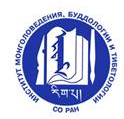 ИНСТИТУТ МОНГОЛОВЕДЕНИЯ, БУДДОЛОГИИ И ТИБЕТОЛОГИИ
རིག་པ།
СО РАН